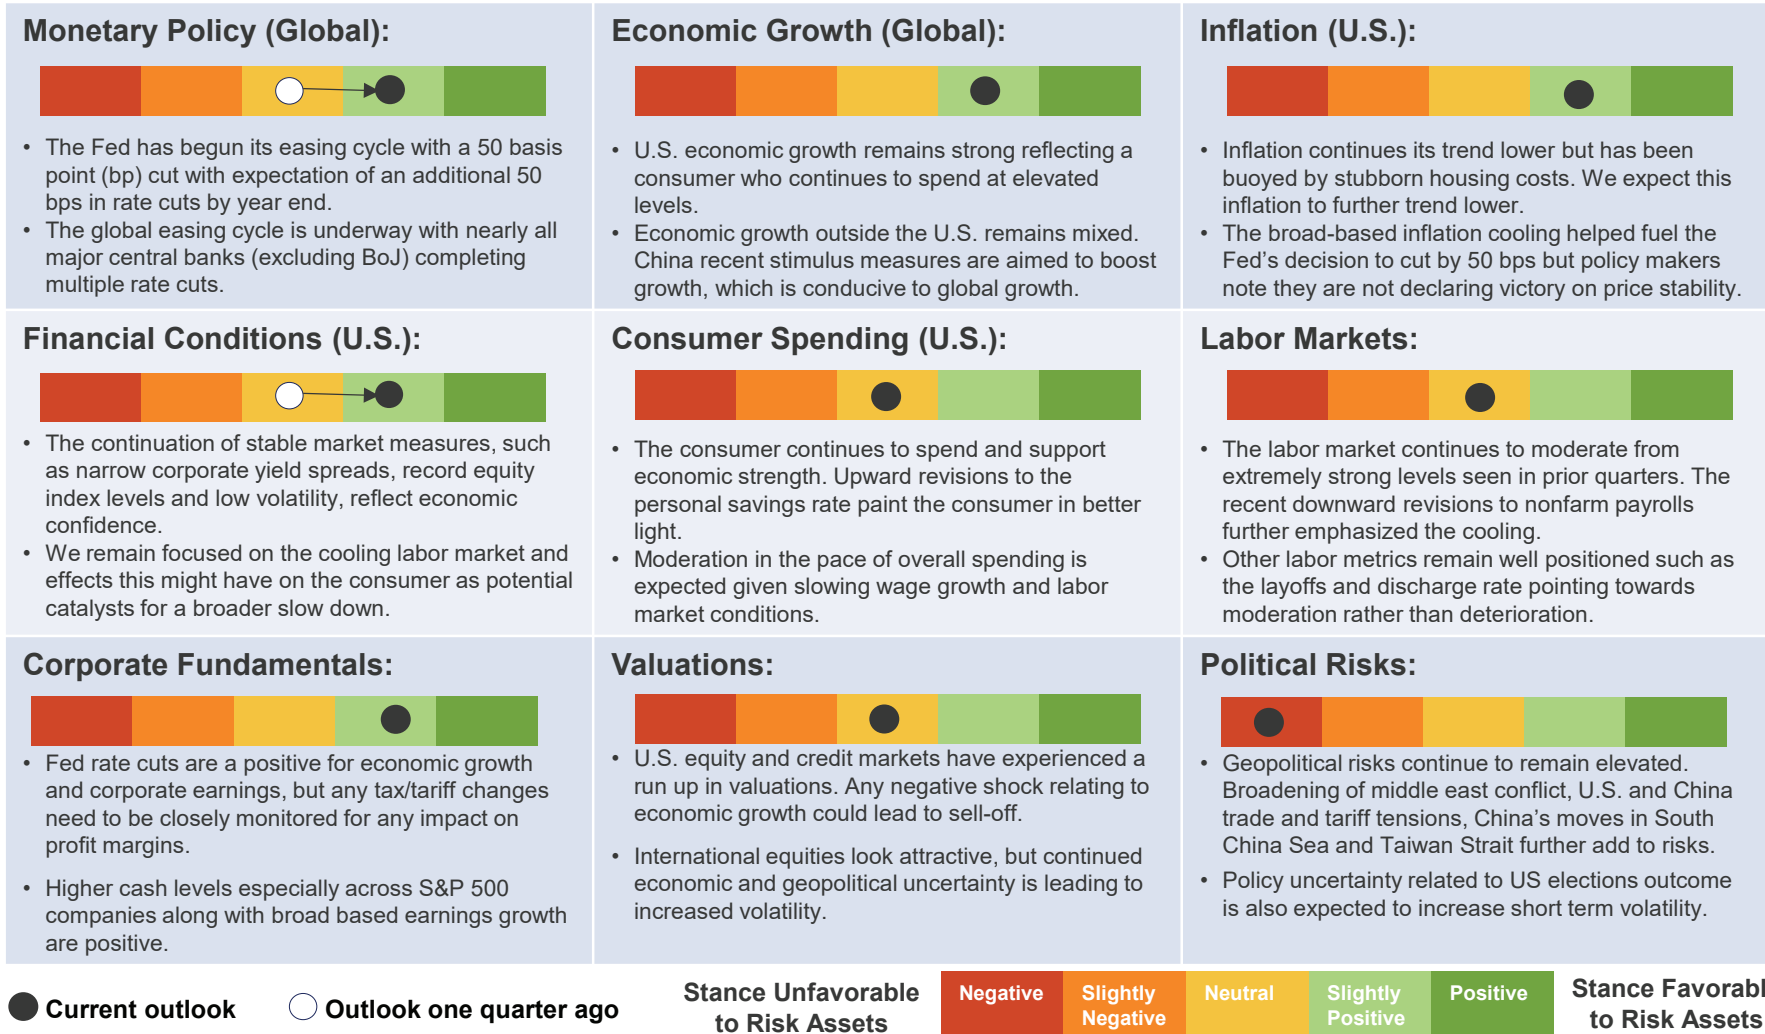 Monetary Policy (Global):
• The Fed has begun its easing cycle with a 50 basis
point (bp) cut with expectation of an additional 50
bps in rate cuts by year end.
• The global easing cycle is underway with nearly all
major central banks (excluding BoJ) completing
multiple rate cuts.
Economic Growth (Global):
• U.S. economic growth remains strong reflecting a
consumer who continues to spend at elevated
levels.
• Economic growth outside the U.S. remains mixed.
China recent stimulus measures are aimed to boost
growth, which is conducive to global growth.
Inflation (U.S.):
• Inflation continues its trend lower but has been
buoyed by stubborn housing costs. We expect this
inflation to further trend lower.
• The broad-based inflation cooling helped fuel the
Fed's decision to cut by 50 bps but policy makers
note they are not declaring victory on price stability.
Financial Conditions (U.S.):
• The continuation of stable market measures, such
as narrow corporate yield spreads, record equity
index levels and low volatility, reflect economic
confidence.
• We remain focused on the cooling labor market and
effects this might have on the consumer as potential
catalysts for a broader slow down.
Consumer Spending (U.S.):
• The consumer continues to spend and support
economic strength. Upward revisions to the
personal savings rate paint the consumer in better
light.
• Moderation in the pace of overall spending is
expected given slowing wage growth and labor
market conditions.
Labor Markets:
• The labor market continues to moderate from
extremely strong levels seen in prior quarters. The
recent downward revisions to nonfarm payrolls
further emphasized the cooling.
• Other labor metrics remain well positioned such as
the layoffs and discharge rate pointing towards
moderation rather than deterioration.
Corporate Fundamentals:
• Fed rate cuts are a positive for economic growth
and corporate earnings, but any tax/tariff changes
need to be closely monitored for any impact on
profit margins.
• Higher cash levels especially across S&P 500
companies along with broad based earnings growth
are positive.
Valuations:
• U.S. equity and credit markets have experienced a
run up in valuations. Any negative shock relating to
economic growth could lead to sell-off.
• International equities look attractive, but continued
economic and geopolitical uncertainty is leading to
increased volatility.
Political Risks:
• Geopolitical risks continue to remain elevated.
Broadening of middle east conflict, U.S. and China
trade and tariff tensions, China's moves in South
China Sea and Taiwan Strait further add to risks.
• Policy uncertainty related to US elections outcome
is also expected to increase short term volatility.
Current outlook
Outlook one quarter ago
Stance Unfavorable
to Risk Assets
Negative
Slightly
Negative
Neutral
Slightly
Positive
Positive
Stance Favorabl
to Risk Assets